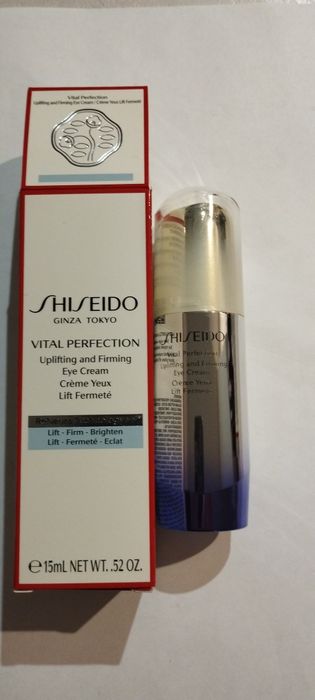 Vital Perfection
Uplifting and Firming Eye Cream / Crème Yeux Lift Fermeté
SHISEIDO
GINZA TOKYO
VITAL PERFECTION
Uplifting and Firming
Eye Cream
Crème Yeux
Lift Fermeté
Lift - Firm - Brighten
Lift - Fermeté - Eclat
℮15mL NET WT. .52 OZ.
SHISEIDO
Vital Perfection
Uplifting and Firming
Eye Cream
Crème Yeux
Lift Fermeté